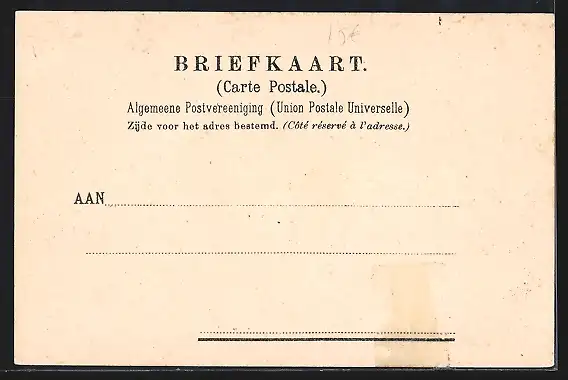 15€
BRIEFKAART.
(Carte Postale.)
Algemeene Postvereeniging (Union Postale Universelle)
Zijde voor het adres bestemd. (Côté réservé à l'adresse.)
AAN